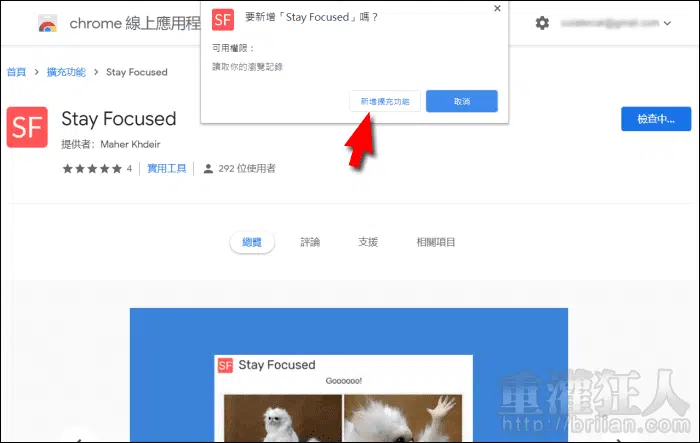 chrome 線上應用程
要新增「Stay Focused」嗎？
可用權限：
讀取你的瀏覽記錄
新增擴充功能 取消
首頁 › 擴充功能 › Stay Focused
SF Stay Focused
提供者： Maher Khdeir
★★★★★ 4 實用工具 292 位使用者
檢查中...
總覽 評論 支援 相關項目
SF Stay Focused
Goooooo!
重灌狂人
http://briian.com